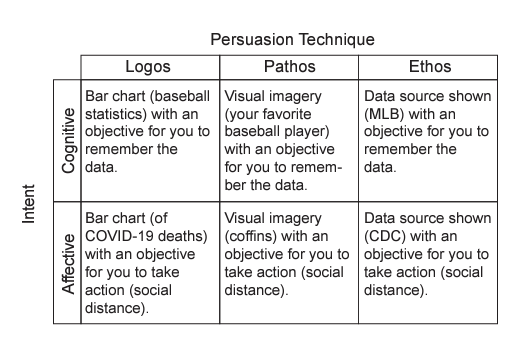 Persuasion Technique
Logos
Pathos
Ethos
Intent
Cognitive
Bar chart (baseball
statistics) with an
objective for you to
remember the
data.
Visual imagery
(your favorite
baseball player)
with an objective
for you to remem-
ber the data.
Data source shown
(MLB) with an
objective for you to
remember the
data.
Affective
Bar chart (of
COVID-19 deaths)
with an objective
for you to take
action (social
distance).
Visual imagery
(coffins) with an
objective for you to
take action (social
distance).
Data source shown
(CDC) with an
objective for you to
take action (social
distance).